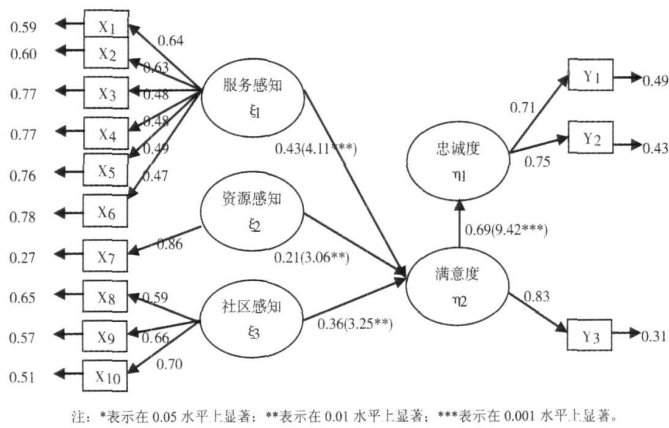 0.59 X1 0.64
0.60 X2 0.63
0.77 X3 0.48
0.77 X4 0.48
0.76 X5 0.49
0.78 X6 0.47
0.27 X7 0.86
0.65 X8 0.59
0.57 X9 0.66
0.51 X10 0.70
服务感知
ξ1
资源感知
ξ2
社区感知
ξ3
0.43(4.11***)
0.21(3.06**)
0.36(3.25**)
忠诚度
η1
0.69(9.42***)
满意度
η2
0.71 Y1 0.49
0.75 Y2 0.43
0.83 Y3 0.31
注：*表示在 0.05 水平上显著；**表示在 0.01 水平上显著；***表示在 0.001 水平上显著。